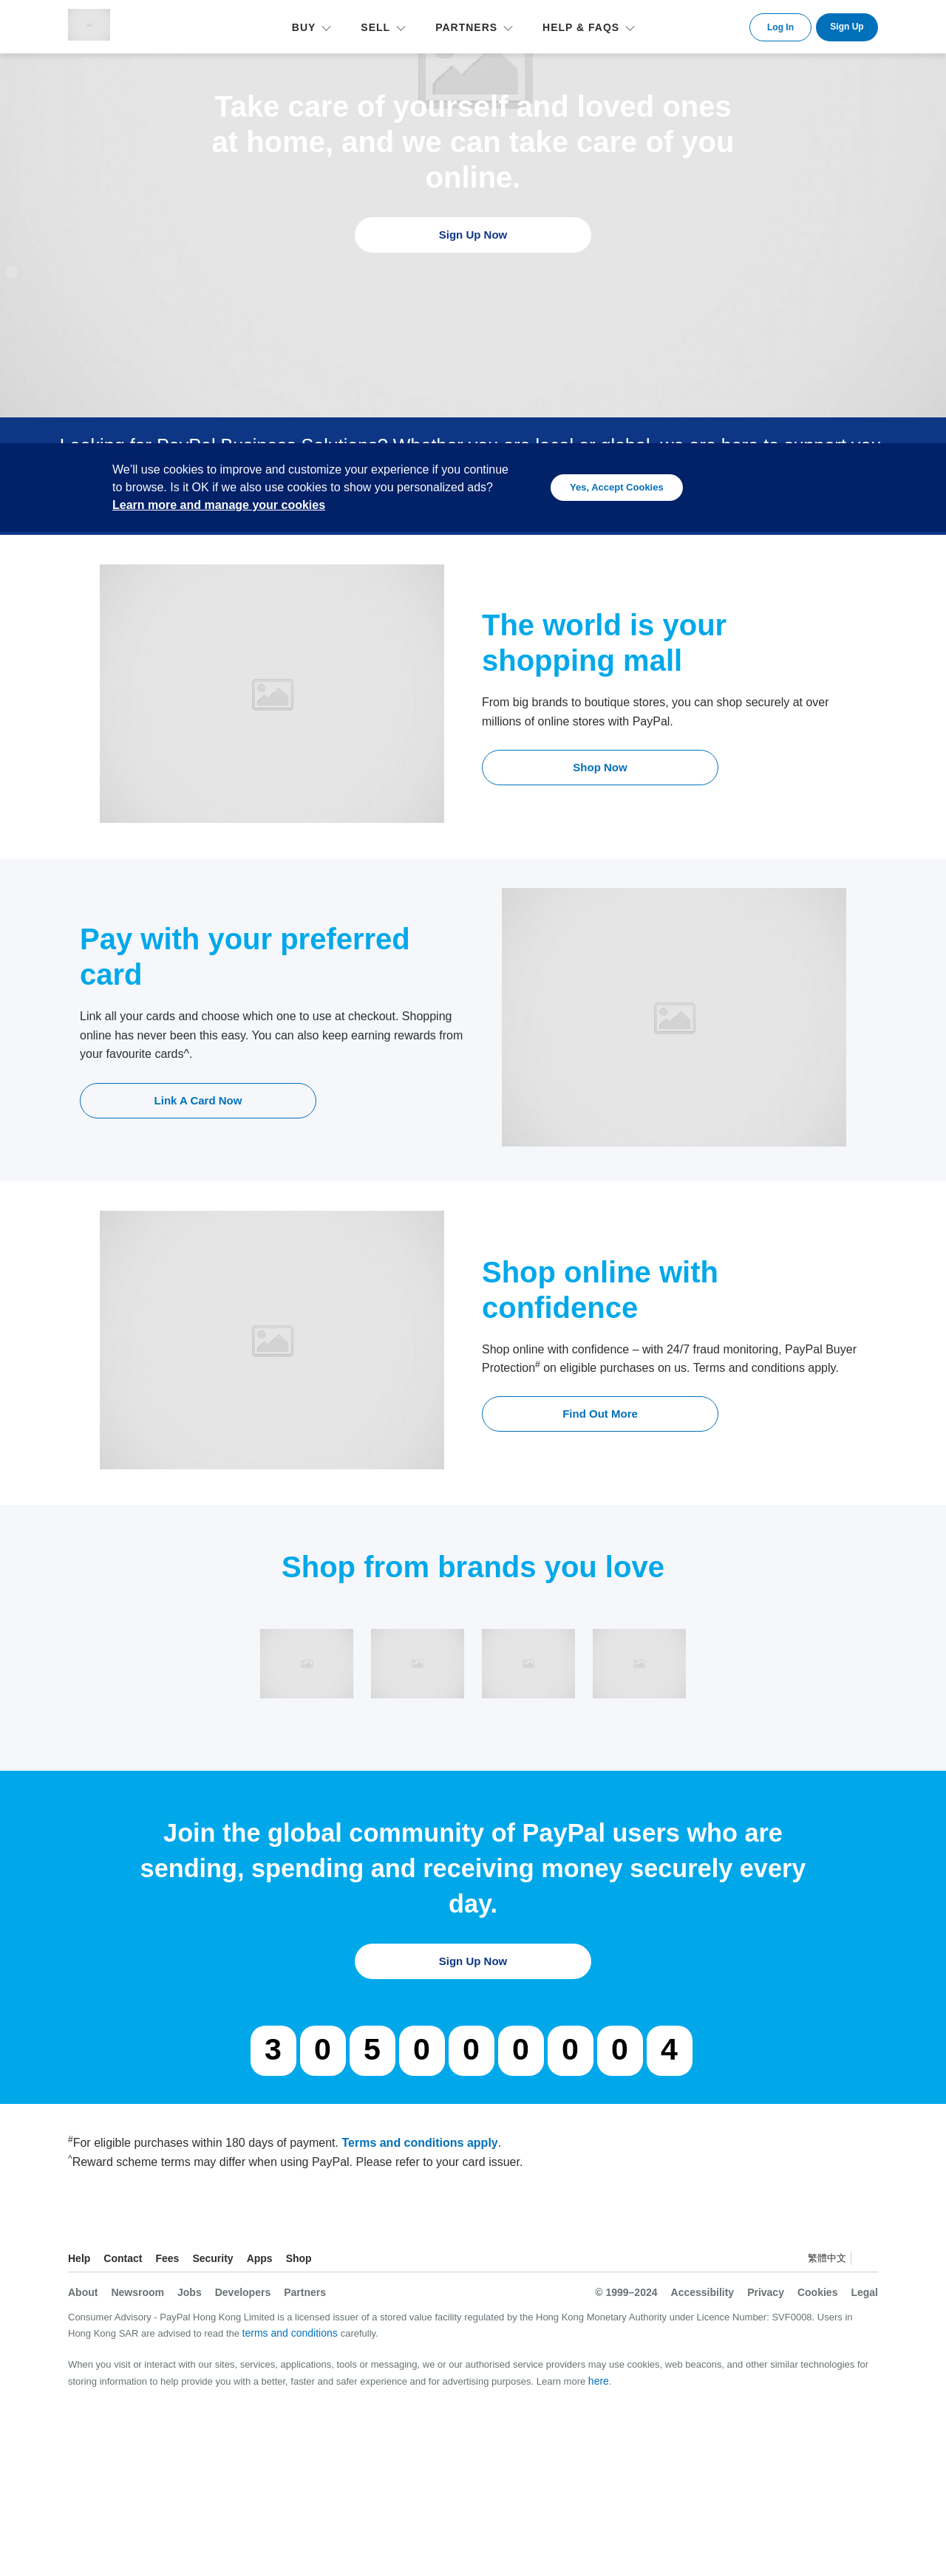 BUY SELL PARTNERS HELP & FAQS Log In Sign Up
Take care of yourself and loved ones
at home, and we can take care of you
online.
Sign Up Now
Looking for PayPal Business Solutions? Whether you are local or global, we are here to support you
We'll use cookies to improve and customize your experience if you continue
to browse. Is it OK if we also use cookies to show you personalized ads?
Learn more and manage your cookies
Yes, Accept Cookies
The world is your
shopping mall
From big brands to boutique stores, you can shop securely at over
millions of online stores with PayPal.
Shop Now
Pay with your preferred
card
Link all your cards and choose which one to use at checkout. Shopping
online has never been this easy. You can also keep earning rewards from
your favourite cards^.
Link A Card Now
Shop online with
confidence
Shop online with confidence – with 24/7 fraud monitoring, PayPal Buyer
Protection# on eligible purchases on us. Terms and conditions apply.
Find Out More
Shop from brands you love
Join the global community of PayPal users who are
sending, spending and receiving money securely every
day.
Sign Up Now
3 0 5 0 0 0 0 0 4
#For eligible purchases within 180 days of payment. Terms and conditions apply.
^Reward scheme terms may differ when using PayPal. Please refer to your card issuer.
Help Contact Fees Security Apps Shop 繁體中文
About Newsroom Jobs Developers Partners © 1999–2024 Accessibility Privacy Cookies Legal
Consumer Advisory - PayPal Hong Kong Limited is a licensed issuer of a stored value facility regulated by the Hong Kong Monetary Authority under Licence Number: SVF0008. Users in
Hong Kong SAR are advised to read the terms and conditions carefully.
When you visit or interact with our sites, services, applications, tools or messaging, we or our authorised service providers may use cookies, web beacons, and other similar technologies for
storing information to help provide you with a better, faster and safer experience and for advertising purposes. Learn more here.